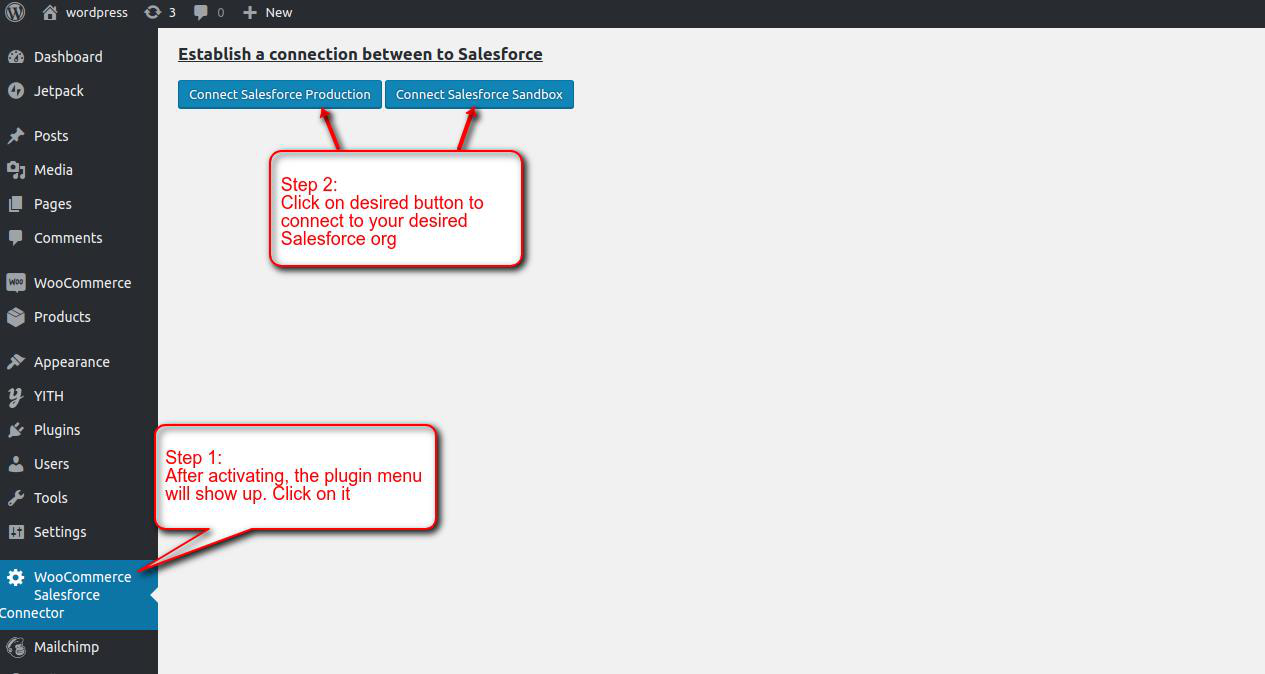 wordpress
3
0
New
Dashboard
Jetpack
Posts
Media
Pages
Comments
WOO
WooCommerce
Products
Appearance
YITH
Plugins
Users
Tools
Settings
WooCommerce
Salesforce
Connector
Mailchimp
Establish a connection between to Salesforce
Connect Salesforce Production
Connect Salesforce Sandbox
Step 2:
Click on desired button to
connect to your desired
Salesforce org
Step 1:
After activating, the plugin menu
will show up. Click on it